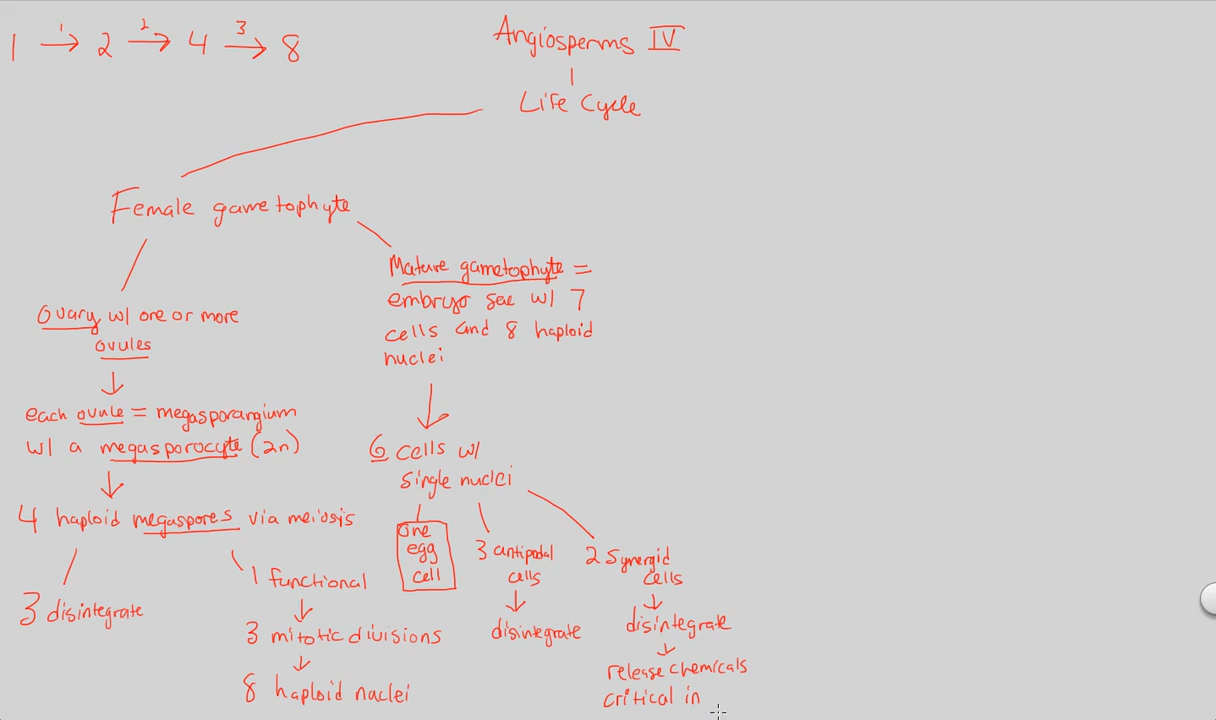 1 →1 2 →2 4 →3 8
Angiosperms IV
Life Cycle
Female gametophyte
Ovary w/ one or more
ovules
each ovule = megasporangium
w/ a megasporocyte (2n)
4 haploid megaspores via meiosis
3 disintegrate
1 functional
3 mitotic divisions
8 haploid nuclei
Mature gametophyte =
embryo sac w/ 7
cells and 8 haploid
nuclei
6 cells w/
single nuclei
one
egg
cell
3 antipodal
cells
disintegrate
2 synergid
cells
disintegrate
release chemicals
critical in